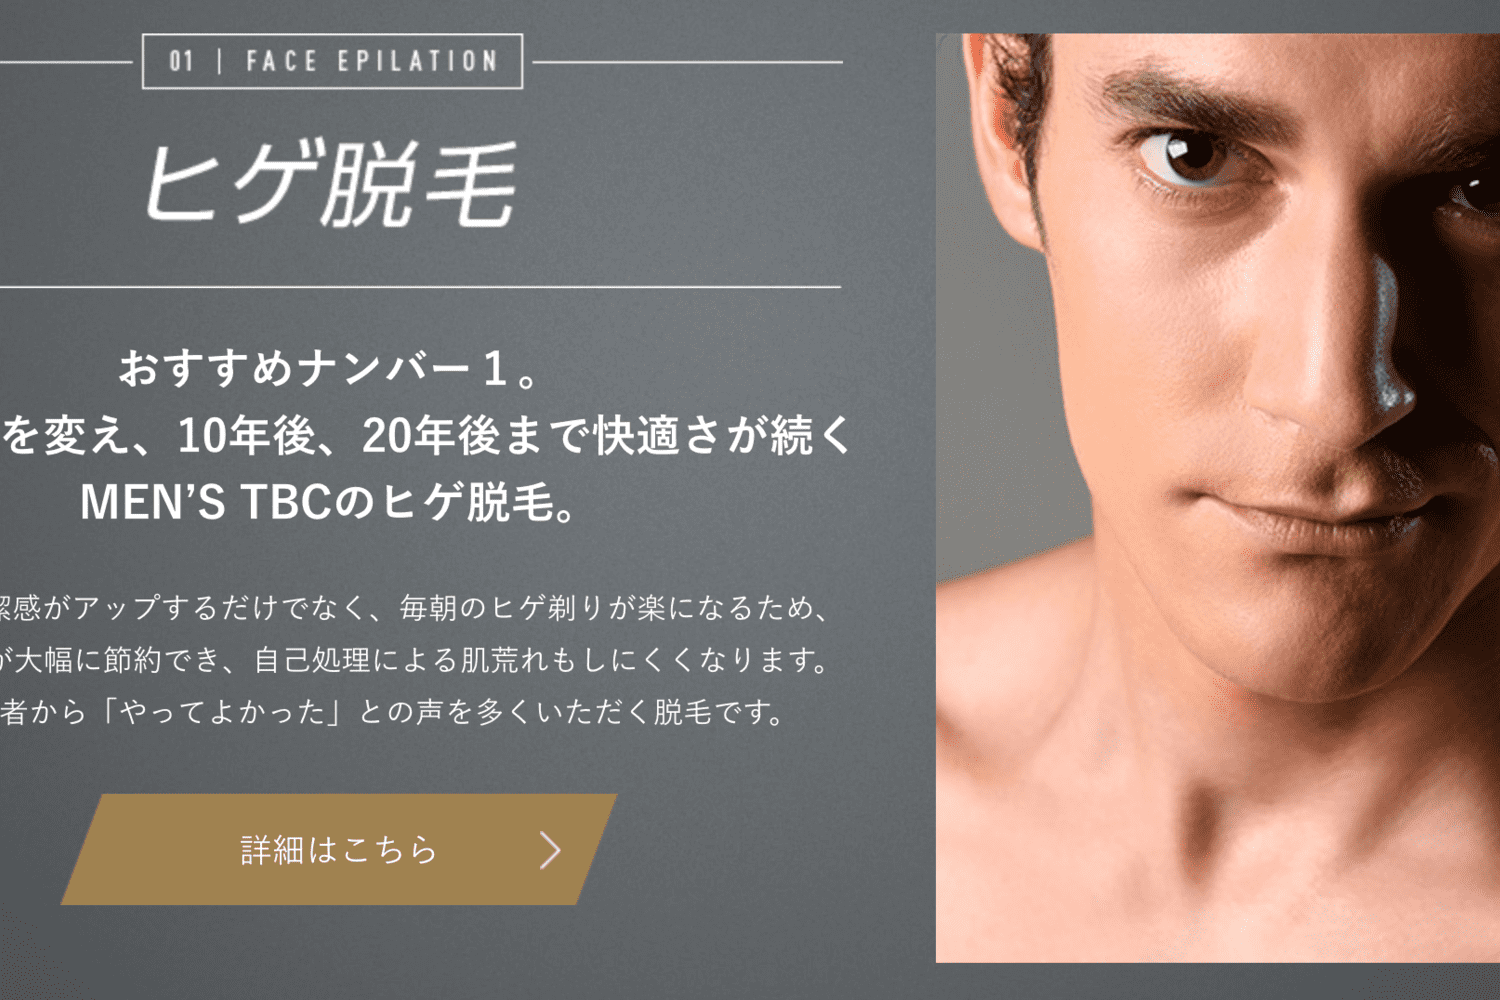 01 | FACE EPILATION
ヒゲ脱毛
おすすめナンバー１。
を変え、10年後、20年後まで快適さが続く
MEN’S TBCのヒゲ脱毛。
潔感がアップするだけでなく、毎朝のヒゲ剃りが楽になるため、
が大幅に節約でき、自己処理による肌荒れもしにくくなります。
者から「やってよかった」との声を多くいただく脱毛です。
詳細はこちら